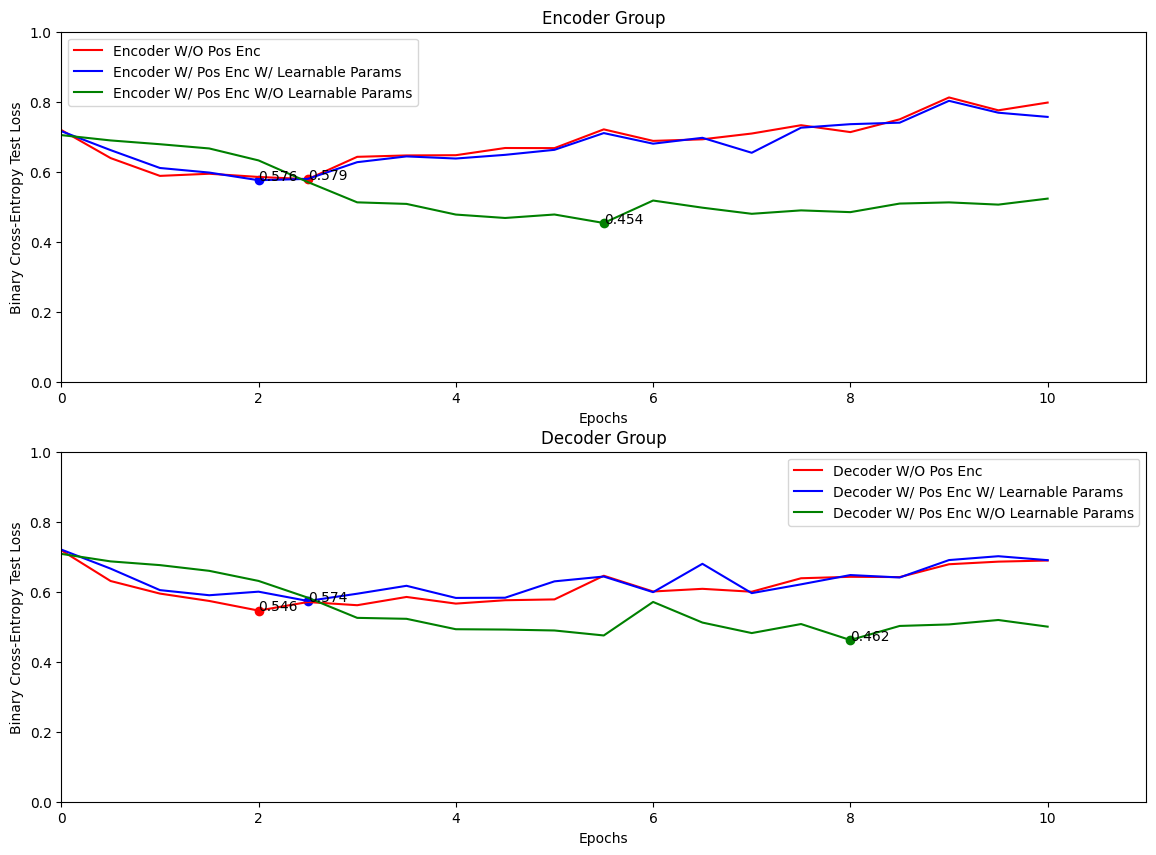 Encoder Group
1.0
Encoder W/O Pos Enc
Encoder W/ Pos Enc W/ Learnable Params
Encoder W/ Pos Enc W/O Learnable Params
0.8
0.6
0.576
0.579
0.454
0.4
0.2
0.0
Binary Cross-Entropy Test Loss
0 2 4 6 8 10
Epochs
Decoder Group
1.0
Decoder W/O Pos Enc
Decoder W/ Pos Enc W/ Learnable Params
Decoder W/ Pos Enc W/O Learnable Params
0.8
0.6
0.546
0.574
0.462
0.4
0.2
0.0
Binary Cross-Entropy Test Loss
0 2 4 6 8 10
Epochs